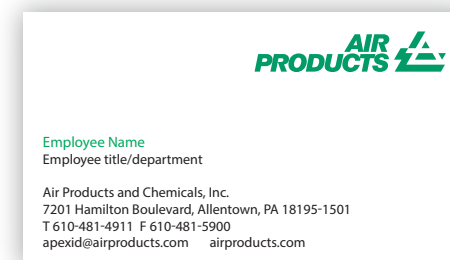 AIR
PRODUCTS
Employee Name
Employee title/department
Air Products and Chemicals, Inc.
7201 Hamilton Boulevard, Allentown, PA 18195-1501
T 610-481-4911 F 610-481-5900
apexid@airproducts.com airproducts.com